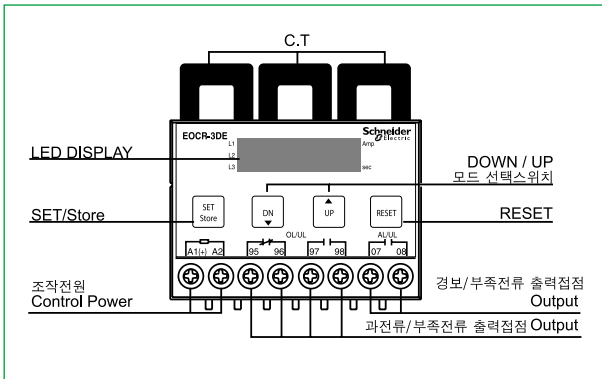 C.T
EOCR-3DE
Schneider
Electric
L1
Amp.
L2
L3
sec
LED DISPLAY
DOWN / UP
모드 선택스위치
SET/Store
SET
Store
DN
UP
RESET
RESET
OL/UL
AL/UL
A1(+) A2 95 96 97 98 07 08
조작전원
Control Power
경보/부족전류 출력접점
Output
과전류/부족전류 출력접점 Output